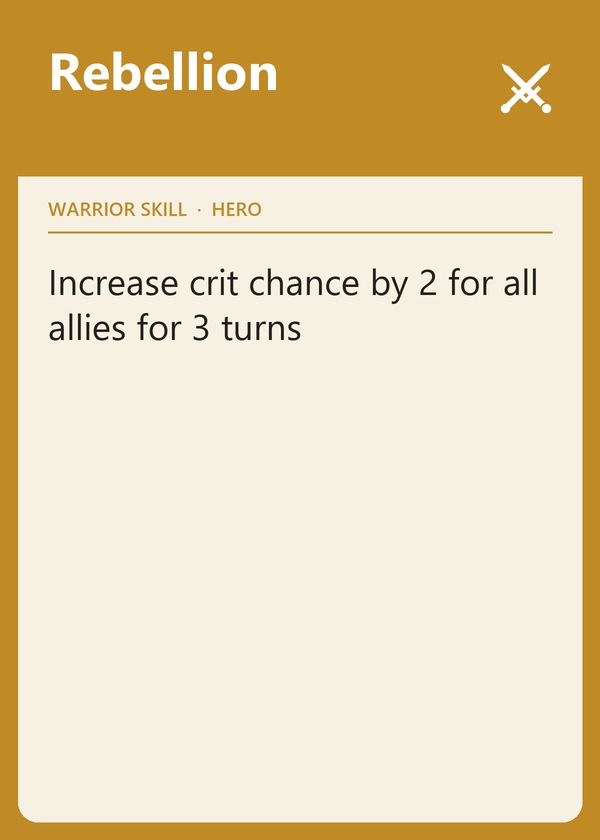 Rebellion
WARRIOR SKILL · HERO
Increase crit chance by 2 for all
allies for 3 turns